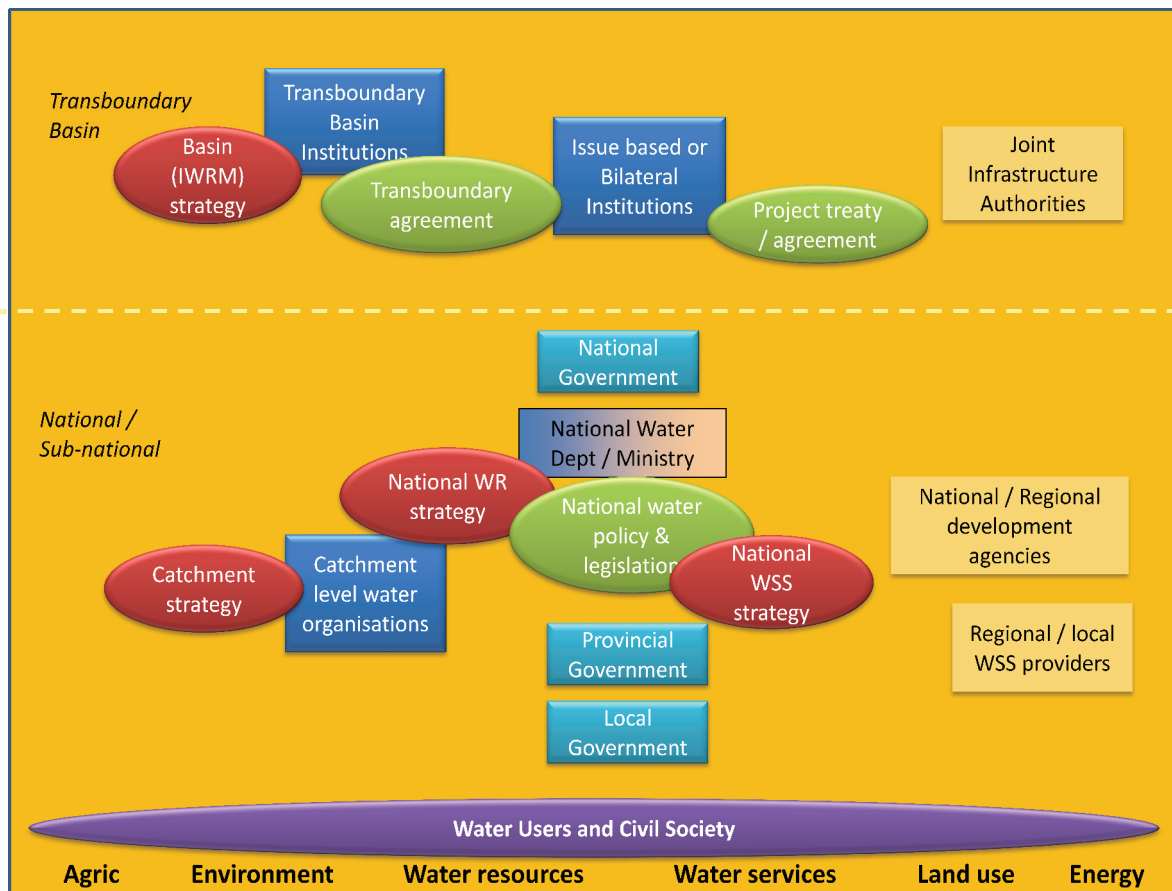 Transboundary
Basin
Basin
(IWRM)
strategy
Transboundary
Basin
Institutions
Transboundary
agreement
Issue based or
Bilateral
Institutions
Project treaty
/ agreement
Joint
Infrastructure
Authorities
National /
Sub-national
National
Government
National Water
Dept / Ministry
National WR
strategy
National water
policy &
legislation
National
WSS
strategy
Catchment
strategy
Catchment
level water
organisations
National / Regional
development
agencies
Provincial
Government
Regional / local
WSS providers
Local
Government
Water Users and Civil Society
Agric Environment Water resources Water services Land use Energy